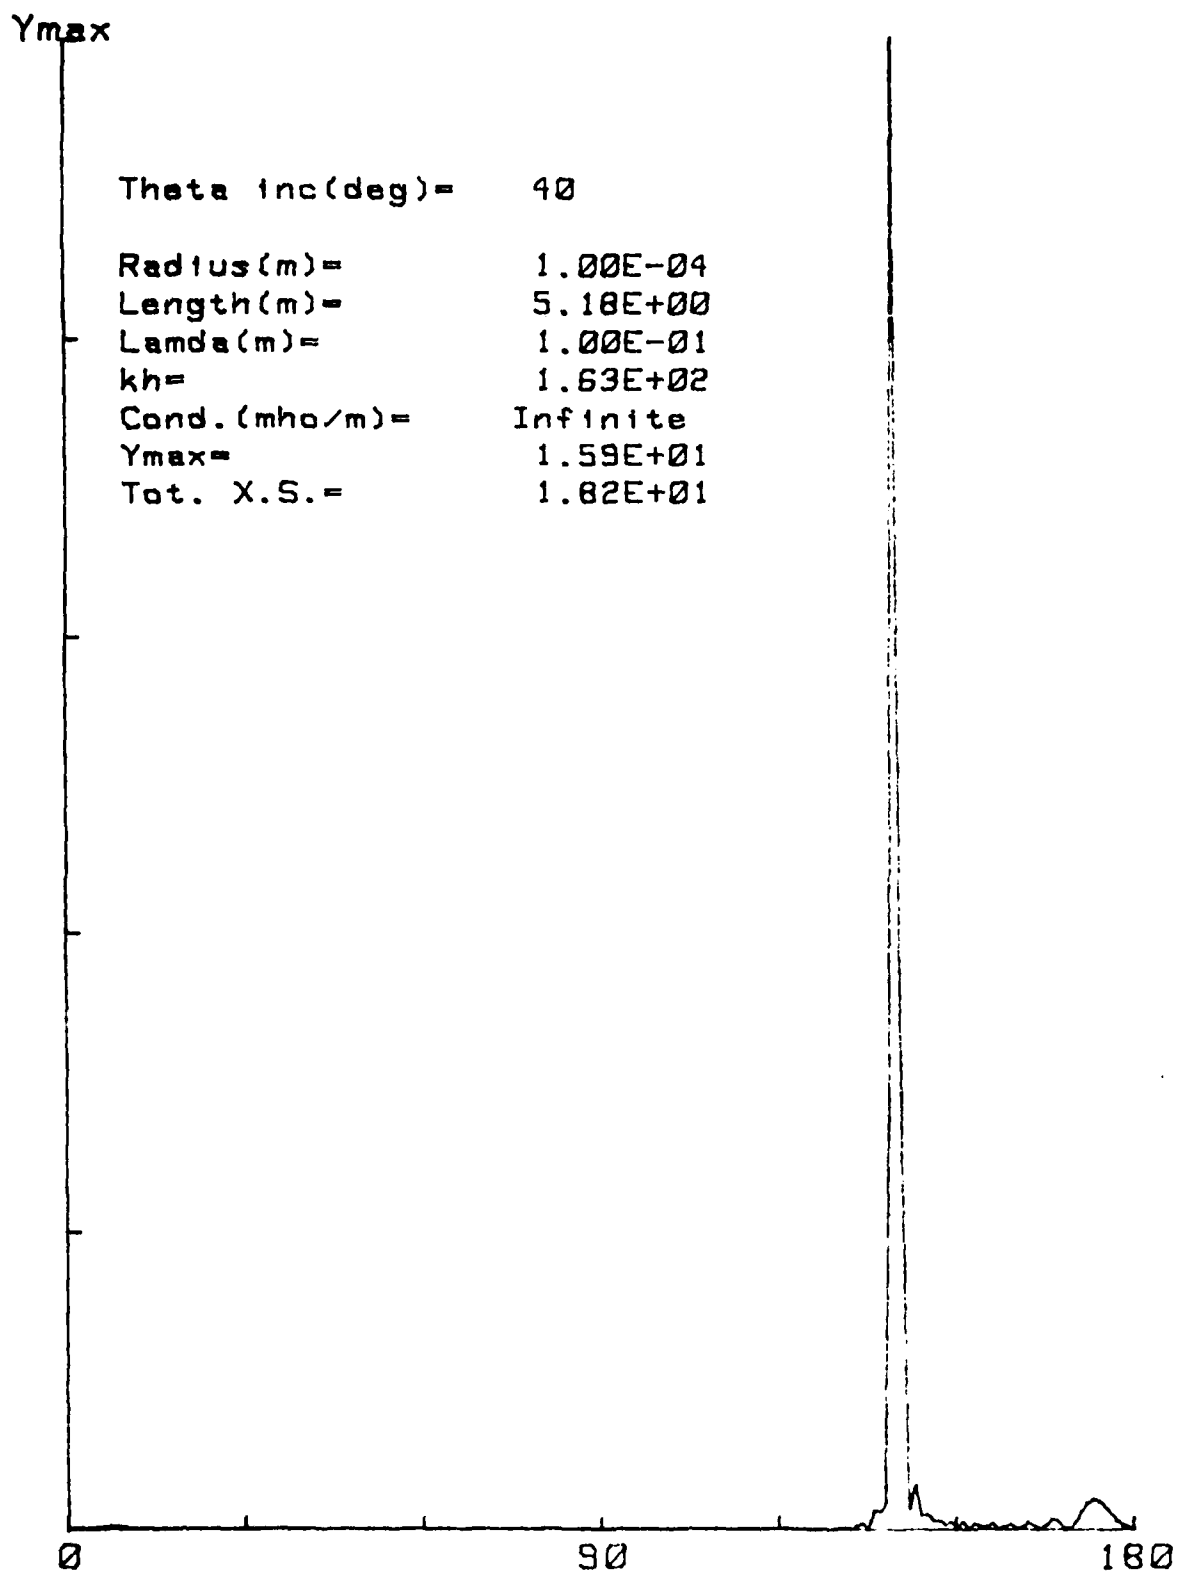 Ymax
Theta inc(deg)= 40
Radius(m)= 1.00E-04
Length(m)= 5.18E+00
Lamda(m)= 1.00E-01
kh= 1.63E+02
Cond.(mho/m)= Infinite
Ymax= 1.59E+01
Tot. X.S.= 1.82E+01
0 90 180